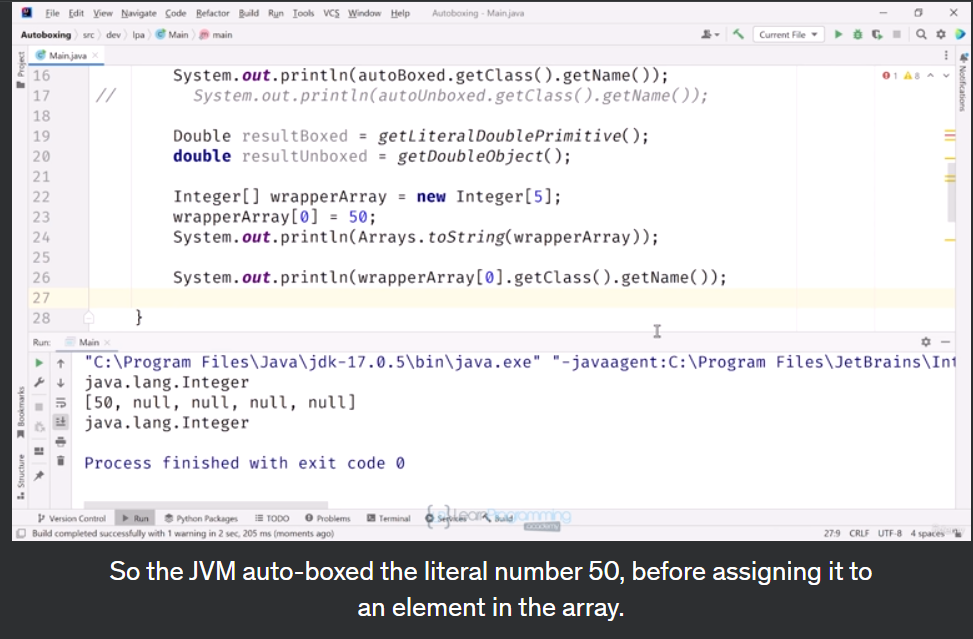 File Edit View Navigate Code Refactor Build Run Tools VCS Window Help Autoboxing - Main.java
Autoboxing src dev lpa Main main Current File
Project
Main.java
1 8
Notifications
16 System.out.println(autoBoxed.getClass().getName());
17 // System.out.println(autoUnboxed.getClass().getName());
18
19 Double resultBoxed = getLiteralDoublePrimitive();
20 double resultUnboxed = getDoubleObject();
21
22 Integer[] wrapperArray = new Integer[5];
23 wrapperArray[0] = 50;
24 System.out.println(Arrays.toString(wrapperArray));
25
26 System.out.println(wrapperArray[0].getClass().getName());
27
28 }
Run: Main
"C:\Program Files\Java\jdk-17.0.5\bin\java.exe" "-javaagent:C:\Program Files\JetBrains\Int
java.lang.Integer
[50, null, null, null, null]
java.lang.Integer
Process finished with exit code 0
Bookmarks
Structure
Version Control Run Python Packages TODO Problems Terminal Services Build
LearnProgramming
academy
Build completed successfully with 1 warning in 2 sec, 205 ms (moments ago) 27:9 CRLF UTF-8 4 spaces
So the JVM auto-boxed the literal number 50, before assigning it to
an element in the array.